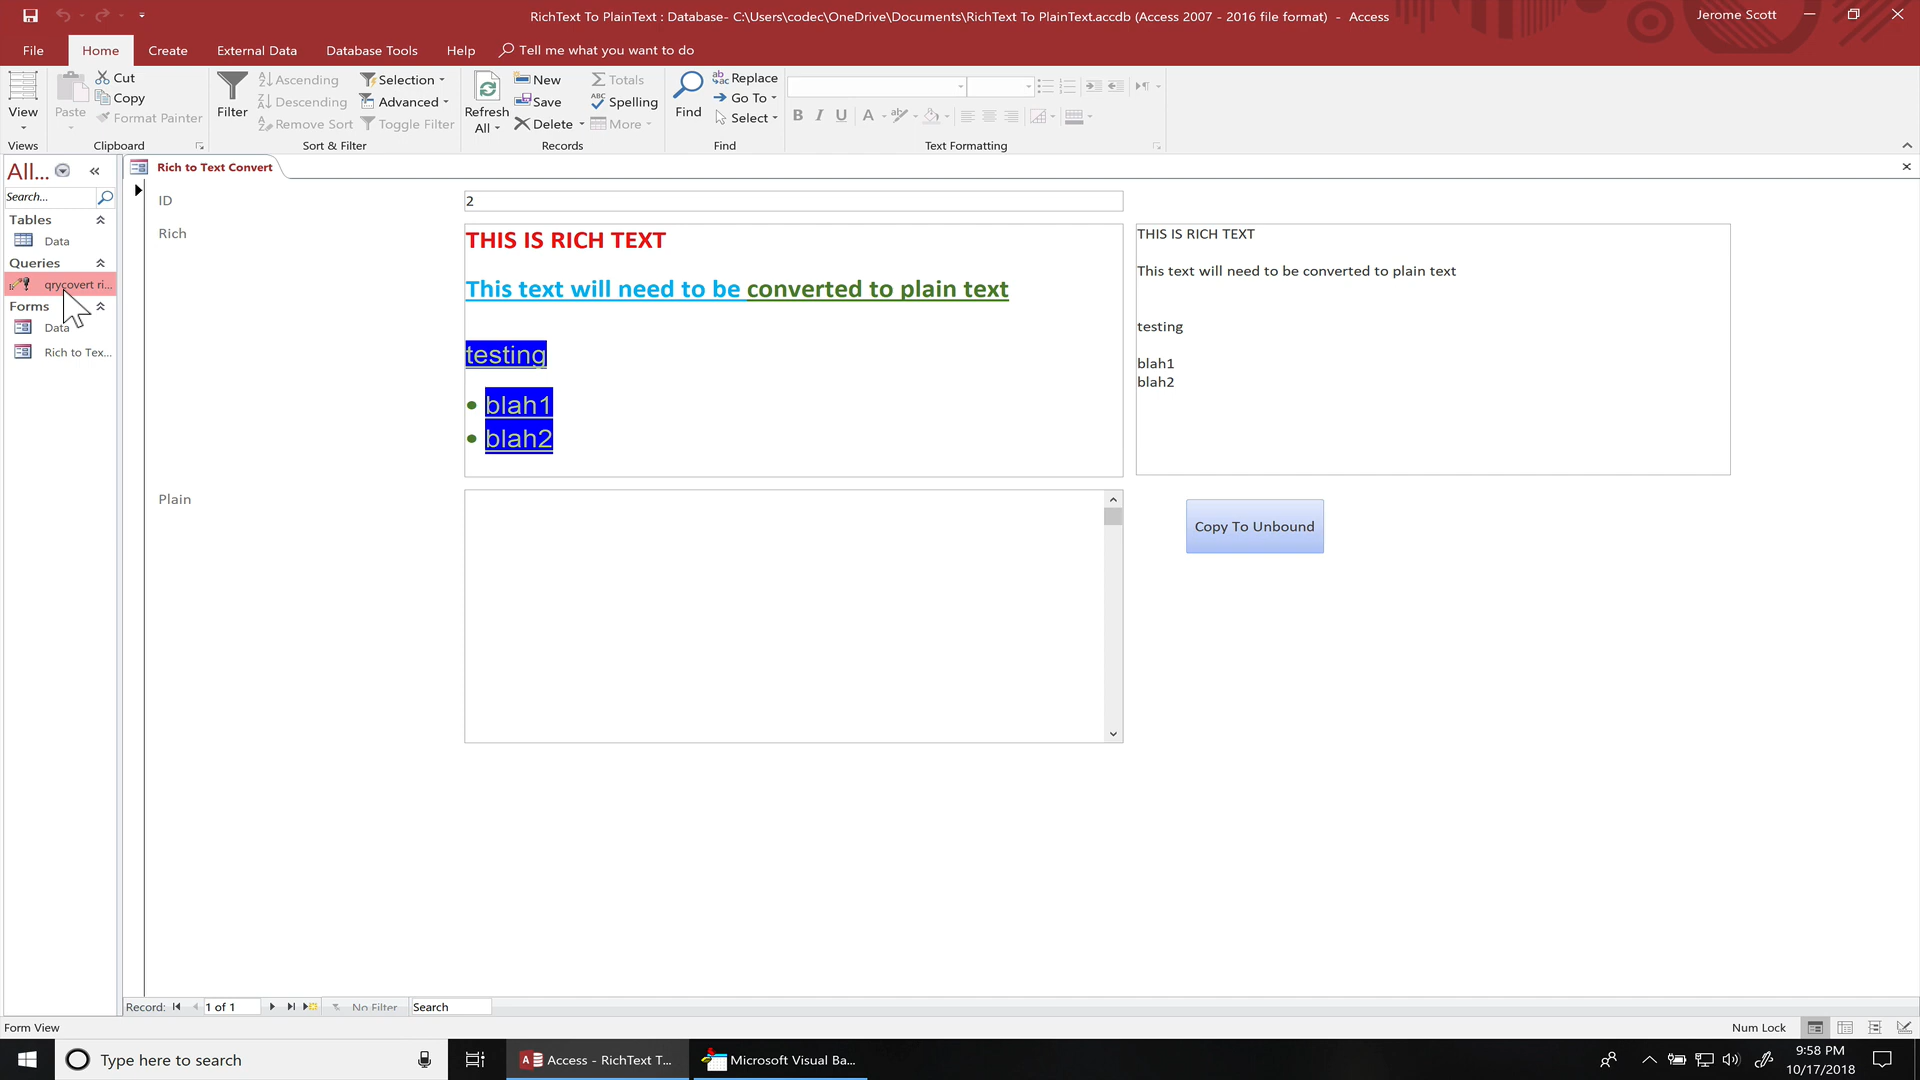 RichText To PlainText : Database- C:\Users\codec\OneDrive\Documents\RichText To PlainText.accdb (Access 2007 - 2016 file format) - Access
Jerome Scott
File Home Create External Data Database Tools Help Tell me what you want to do
View
Views
Paste
Cut
Copy
Format Painter
Clipboard
Filter
Ascending
Descending
Remove Sort
Selection
Advanced
Toggle Filter
Sort & Filter
Refresh
All
New
Save
Delete
Totals
Spelling
More
Records
Find
Replace
Go To
Select
Find
B I U
Text Formatting
All...
Search...
Tables
Data
Queries
qrycovert ri...
Forms
Data
Rich to Tex...
Rich to Text Convert
ID
2
Rich
THIS IS RICH TEXT
This text will need to be converted to plain text
testing
blah1
blah2
THIS IS RICH TEXT
This text will need to be converted to plain text
testing
blah1
blah2
Plain
Copy To Unbound
Record: 1 of 1 No Filter Search
Form View
Num Lock
Type here to search
Access - RichText T...
Microsoft Visual Ba...
9:58 PM
10/17/2018